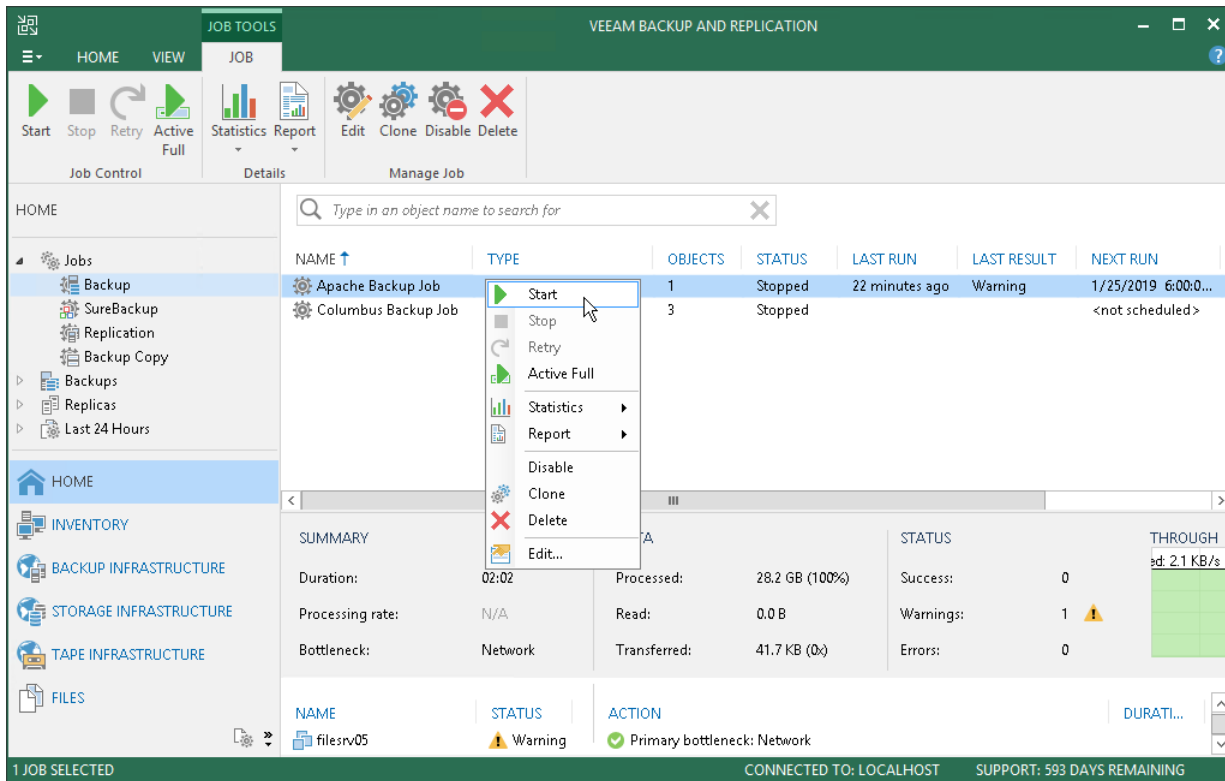 JOB TOOLS
VEEAM BACKUP AND REPLICATION
HOME VIEW JOB
?
Start Stop Retry Active Full Statistics Report Edit Clone Disable Delete
Job Control Details Manage Job
HOME
Type in an object name to search for
Jobs
Backup
SureBackup
Replication
Backup Copy
Backups
Replicas
Last 24 Hours
HOME
INVENTORY
BACKUP INFRASTRUCTURE
STORAGE INFRASTRUCTURE
TAPE INFRASTRUCTURE
FILES
NAME TYPE OBJECTS STATUS LAST RUN LAST RESULT NEXT RUN
Apache Backup Job 1 Stopped 22 minutes ago Warning 1/25/2019 6:00:0...
Columbus Backup Job 3 Stopped <not scheduled>
Start
Stop
Retry
Active Full
Statistics
Report
Disable
Clone
Delete
Edit...
SUMMARY TA STATUS THROUGH
ed: 2.1 KB/s
Duration: 02:02 Processed: 28.2 GB (100%) Success: 0
Processing rate: N/A Read: 0.0 B Warnings: 1
Bottleneck: Network Transferred: 41.7 KB (0x) Errors: 0
NAME STATUS ACTION DURATI...
filesrv05 Warning Primary bottleneck: Network
1 JOB SELECTED CONNECTED TO: LOCALHOST SUPPORT: 593 DAYS REMAINING